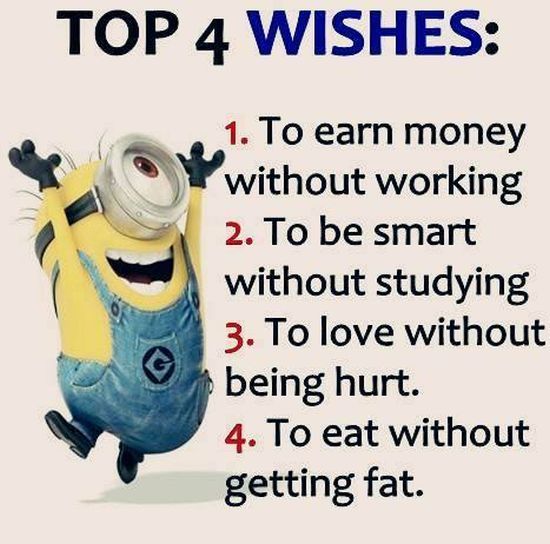 TOP 4 WISHES:
1. To earn money
without working
2. To be smart
without studying
3. To love without
being hurt.
4. To eat without
getting fat.